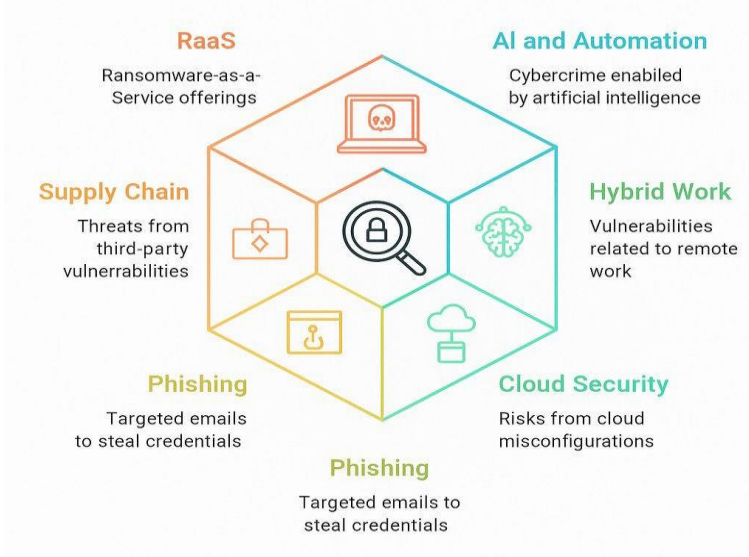 RaaS
Ransomware-as-a-
Service offerings
AI and Automation
Cybercrime enabiled
by artificial intelligence
Supply Chain
Threats from
third-party
vulnerrabilities
Hybrid Work
Vulnerabilities
related to remote
work
Phishing
Targeted emails
to steal credentials
Cloud Security
Risks from cloud
misconfigurations
Phishing
Targeted emails to
steal credentials